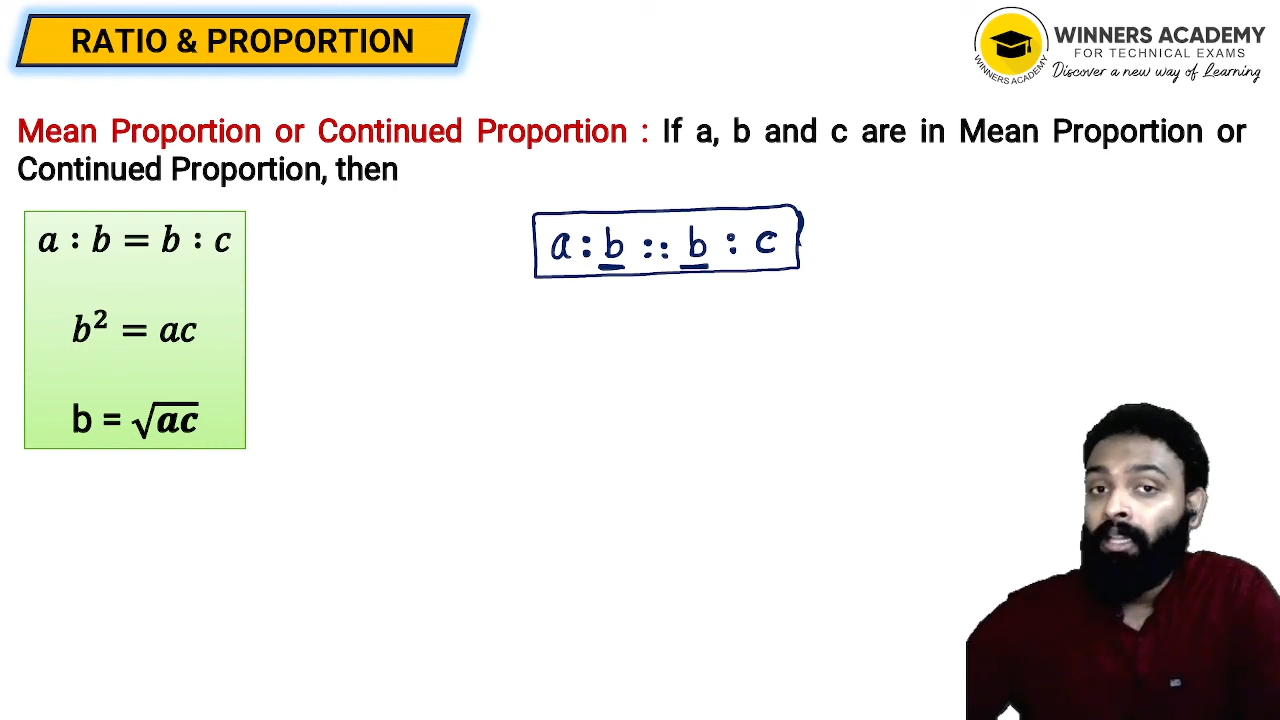 RATIO & PROPORTION
WINNERS ACADEMY
FOR TECHNICAL EXAMS
Discover a new way of Learning
WINNERS ACADEMY
Mean Proportion or Continued Proportion : If a, b and c are in Mean Proportion or
Continued Proportion, then
a : b = b : c
b² = ac
b = √ac
a : b :: b : c